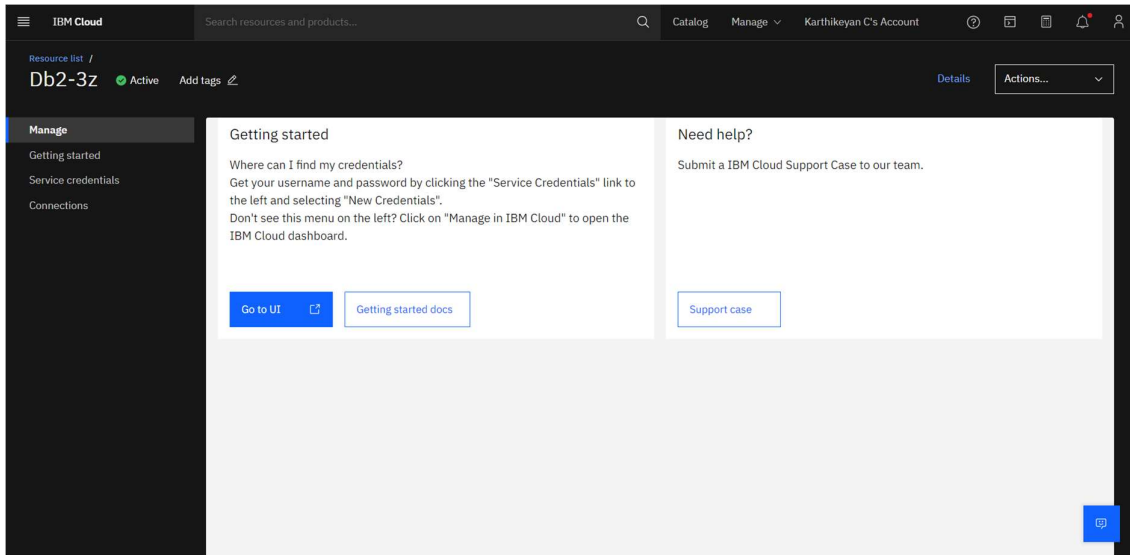 IBM Cloud
Search resources and products...
Catalog
Manage
Karthikeyan C's Account
Resource list /
Db2-3z
Active
Add tags
Details
Actions...
Manage
Getting started
Service credentials
Connections
Getting started
Where can I find my credentials?
Get your username and password by clicking the "Service Credentials" link to
the left and selecting "New Credentials".
Don't see this menu on the left? Click on "Manage in IBM Cloud" to open the
IBM Cloud dashboard.
Go to UI
Getting started docs
Need help?
Submit a IBM Cloud Support Case to our team.
Support case